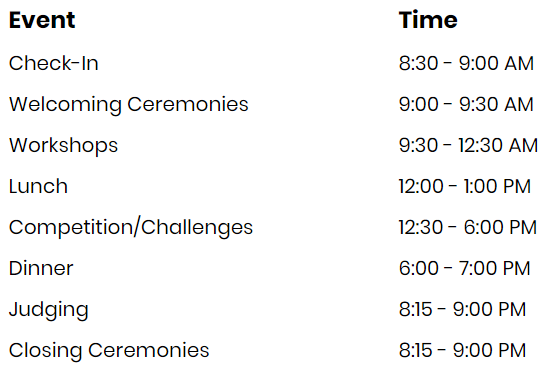 Event Time
Check-In 8:30 - 9:00 AM
Welcoming Ceremonies 9:00 - 9:30 AM
Workshops 9:30 - 12:30 AM
Lunch 12:00 - 1:00 PM
Competition/Challenges 12:30 - 6:00 PM
Dinner 6:00 - 7:00 PM
Judging 8:15 - 9:00 PM
Closing Ceremonies 8:15 - 9:00 PM